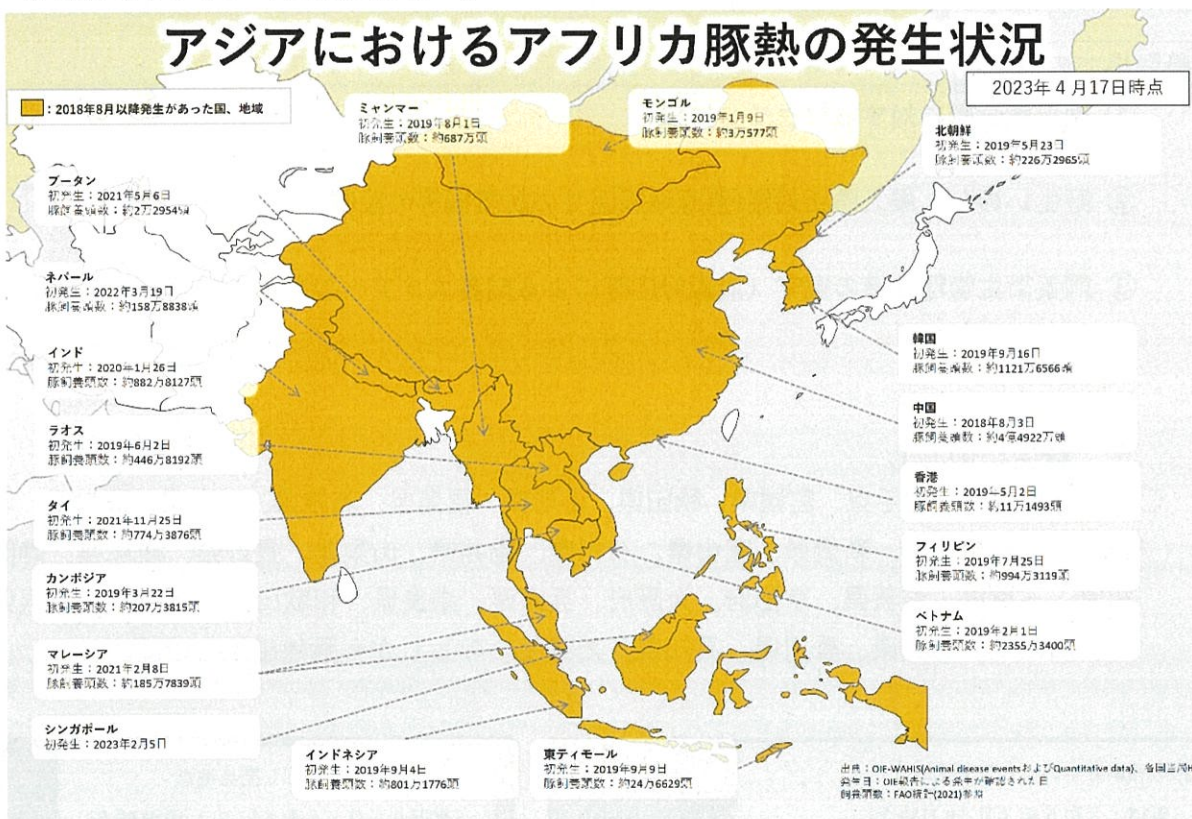 アジアにおけるアフリカ豚熱の発生状況
2023年4月17日時点
：2018年8月以降発生があった国、地域
ミャンマー
初発生：2019年8月1日
豚飼養頭数：約687万頭
モンゴル
初発生：2019年1月9日
豚飼養頭数：約3万577頭
北朝鮮
初発生：2019年5月23日
豚飼養頭数：約226万2965頭
ブータン
初発生：2021年5月6日
豚飼養頭数：約2万2954頭
ネパール
初発生：2022年3月19日
豚飼養頭数：約158万8838頭
インド
初発生：2020年1月26日
豚飼養頭数：約882万8127頭
ラオス
初発生：2019年6月2日
豚飼養頭数：約446万8192頭
タイ
初発生：2021年11月25日
豚飼養頭数：約774万3876頭
カンボジア
初発生：2019年3月22日
豚飼養頭数：約207万3815頭
マレーシア
初発生：2021年2月8日
豚飼養頭数：約185万7839頭
シンガポール
初発生：2023年2月5日
韓国
初発生：2019年9月16日
豚飼養頭数：約1121万6566頭
中国
初発生：2018年8月3日
豚飼養頭数：約4億4922万頭
香港
初発生：2019年5月2日
豚飼養頭数：約11万1493頭
フィリピン
初発生：2019年7月25日
豚飼養頭数：約994万3119頭
ベトナム
初発生：2019年2月1日
豚飼養頭数：約2355万3400頭
インドネシア
初発生：2019年9月4日
豚飼養頭数：約801万1776頭
東ティモール
初発生：2019年9月9日
豚飼養頭数：約24万6629頭
出典：OIE-WAHIS(Animal disease eventsおよびQuantitative data)、各国当局H
発生日：OIE報告による発生が確認された日
飼養頭数：FAO統計(2021)参照